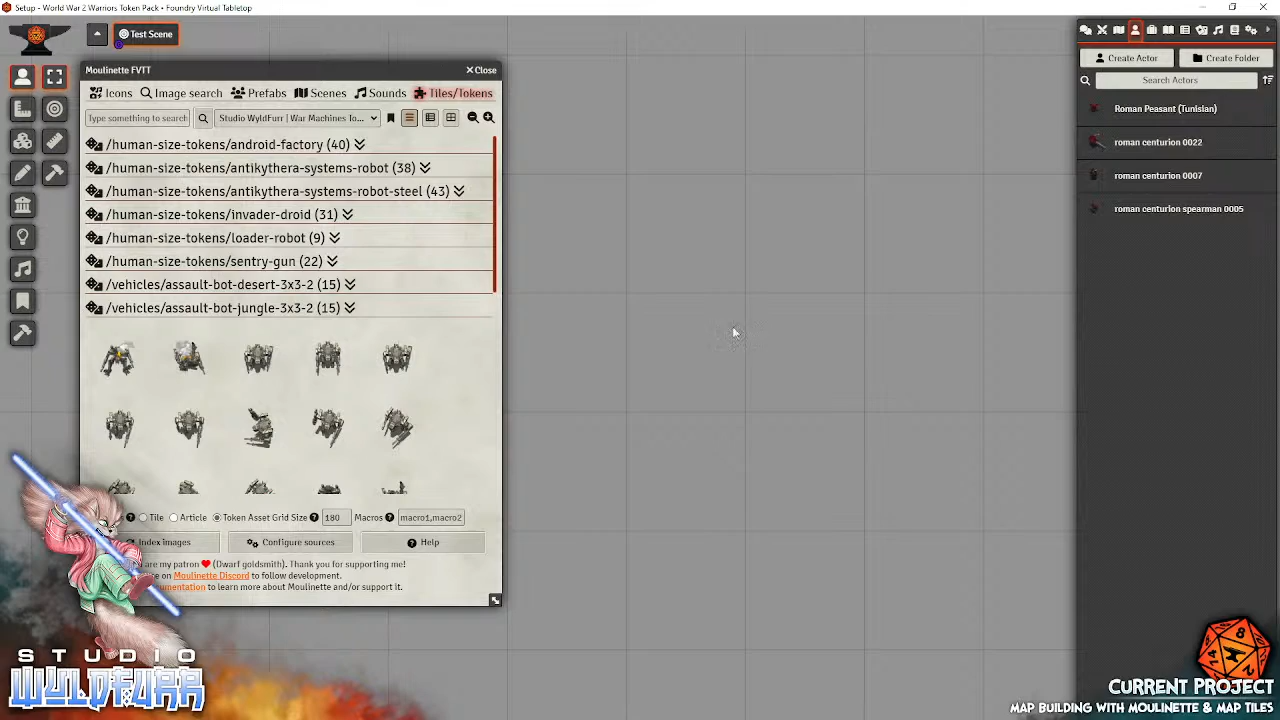 Setup - World War 2 Warriors Token Pack - Foundry Virtual Tabletop
Test Scene
Moulinette FVTT
Close
Icons Image search Prefabs Scenes Sounds Tiles/Tokens
Type something to search
Studio WyldFurr | War Machines To...
/human-size-tokens/android-factory (40)
/human-size-tokens/antikythera-systems-robot (38)
/human-size-tokens/antikythera-systems-robot-steel (43)
/human-size-tokens/invader-droid (31)
/human-size-tokens/loader-robot (9)
/human-size-tokens/sentry-gun (22)
/vehicles/assault-bot-desert-3x3-2 (15)
/vehicles/assault-bot-jungle-3x3-2 (15)
Tile Article Token Asset Grid Size 180 Macros macro1,macro2
Index images Configure sources Help
are my patron (Dwarf goldsmith). Thank you for supporting me!
on Moulinette Discord to follow development.
to learn more about Moulinette and/or support it.
Create Actor Create Folder
Search Actors
Roman Peasant (Tunisian)
roman centurion 0022
roman centurion 0007
roman centurion spearman 0005
STUDIO
WYLDFURR
8
CURRENT PROJECT
MAP BUILDING WITH MOULINETTE & MAP TILES